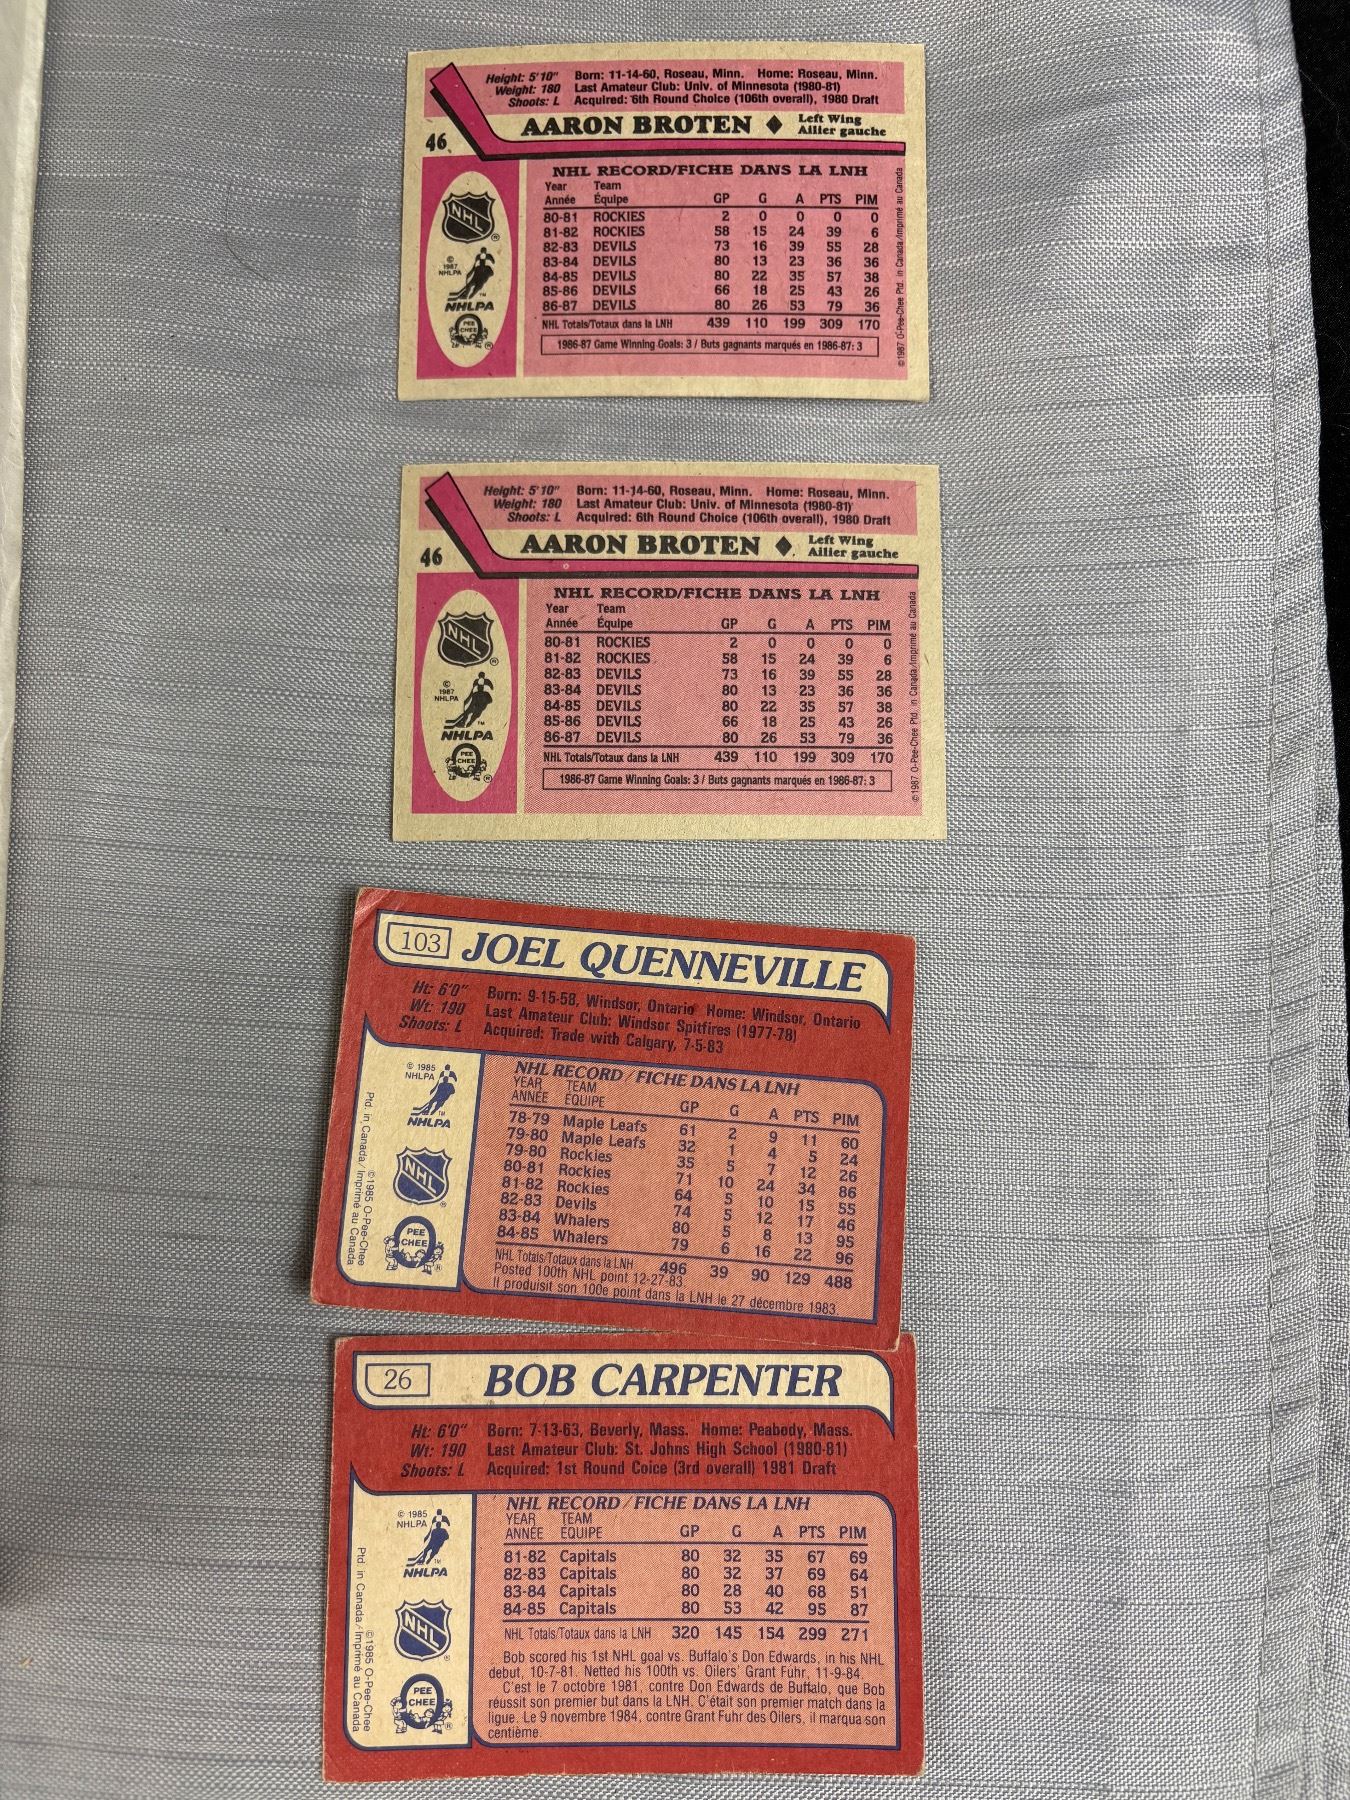 Height: 5'10" Born: 11-14-60, Roseau, Minn. Home: Roseau, Minn.
Weight: 180 Last Amateur Club: Univ. of Minnesota (1980-81)
Shoots: L Acquired: 6th Round Choice (106th overall), 1980 Draft
46 AARON BROTEN ♦ Left Wing
Ailier gauche
NHL RECORD/FICHE DANS LA LNH
Year Team
Année Équipe GP G A PTS PIM
80-81 ROCKIES 2 0 0 0 0
81-82 ROCKIES 58 15 24 39 6
82-83 DEVILS 73 16 39 55 28
83-84 DEVILS 80 13 23 36 36
84-85 DEVILS 80 22 35 57 38
85-86 DEVILS 66 18 25 43 26
86-87 DEVILS 80 26 53 79 36
NHL Totals/Totaux dans la LNH 439 110 199 309 170
1986-87 Game Winning Goals: 3 / Buts gagnants marqués en 1986-87: 3
NHL ®
© 1987 NHLPA
™
NHLPA
O PEE CHEE ®
©1987 O-Pee-Chee Ptd. in Canada/Imprimé au Canada
Height: 5'10" Born: 11-14-60, Roseau, Minn. Home: Roseau, Minn.
Weight: 180 Last Amateur Club: Univ. of Minnesota (1980-81)
Shoots: L Acquired: 6th Round Choice (106th overall), 1980 Draft
46 AARON BROTEN ♦ Left Wing
Ailier gauche
NHL RECORD/FICHE DANS LA LNH
Year Team
Année Équipe GP G A PTS PIM
80-81 ROCKIES 2 0 0 0 0
81-82 ROCKIES 58 15 24 39 6
82-83 DEVILS 73 16 39 55 28
83-84 DEVILS 80 13 23 36 36
84-85 DEVILS 80 22 35 57 38
85-86 DEVILS 66 18 25 43 26
86-87 DEVILS 80 26 53 79 36
NHL Totals/Totaux dans la LNH 439 110 199 309 170
1986-87 Game Winning Goals: 3 / Buts gagnants marqués en 1986-87: 3
NHL ®
© 1987 NHLPA
™
NHLPA
O PEE CHEE ®
©1987 O-Pee-Chee Ptd. in Canada/Imprimé au Canada
103 JOEL QUENNEVILLE
Ht: 6'0" Born: 9-15-58, Windsor, Ontario Home: Windsor, Ontario
Wt: 190 Last Amateur Club: Windsor Spitfires (1977-78)
Shoots: L Acquired: Trade with Calgary, 7-5-83
NHL RECORD / FICHE DANS LA LNH
YEAR TEAM
ANNÉE ÉQUIPE GP G A PTS PIM
78-79 Maple Leafs 61 2 9 11 60
79-80 Maple Leafs 32 1 4 5 24
79-80 Rockies 35 5 7 12 26
80-81 Rockies 71 10 24 34 86
81-82 Rockies 64 5 10 15 55
82-83 Devils 74 5 12 17 46
83-84 Whalers 80 5 8 13 95
84-85 Whalers 79 6 16 22 96
NHL Totals/Totaux dans la LNH 496 39 90 129 488
Posted 100th NHL point 12-27-83.
Il produisit son 100e point dans la LNH le 27 décembre 1983.
© 1985
NHLPA
™
NHLPA
NHL ®
O PEE CHEE ®
©1985 O-Pee-Chee
Ptd. in Canada/Imprimé au Canada
26 BOB CARPENTER
Ht: 6'0" Born: 7-13-63, Beverly, Mass. Home: Peabody, Mass.
Wt: 190 Last Amateur Club: St. Johns High School (1980-81)
Shoots: L Acquired: 1st Round Coice (3rd overall) 1981 Draft
NHL RECORD / FICHE DANS LA LNH
YEAR TEAM
ANNÉE ÉQUIPE GP G A PTS PIM
81-82 Capitals 80 32 35 67 69
82-83 Capitals 80 32 37 69 64
83-84 Capitals 80 28 40 68 51
84-85 Capitals 80 53 42 95 87
NHL Totals/Totaux dans la LNH 320 145 154 299 271
Bob scored his 1st NHL goal vs. Buffalo's Don Edwards, in his NHL
debut, 10-7-81. Netted his 100th vs. Oilers' Grant Fuhr, 11-9-84.
C'est le 7 octobre 1981, contre Don Edwards de Buffalo, que Bob
réussit son premier but dans la LNH. C'était son premier match dans la
ligue. Le 9 novembre 1984, contre Grant Fuhr des Oilers, il marqua son
centième.
© 1985
NHLPA
™
NHLPA
NHL ®
O PEE CHEE ®
©1985 O-Pee-Chee
Ptd. in Canada/Imprimé au Canada